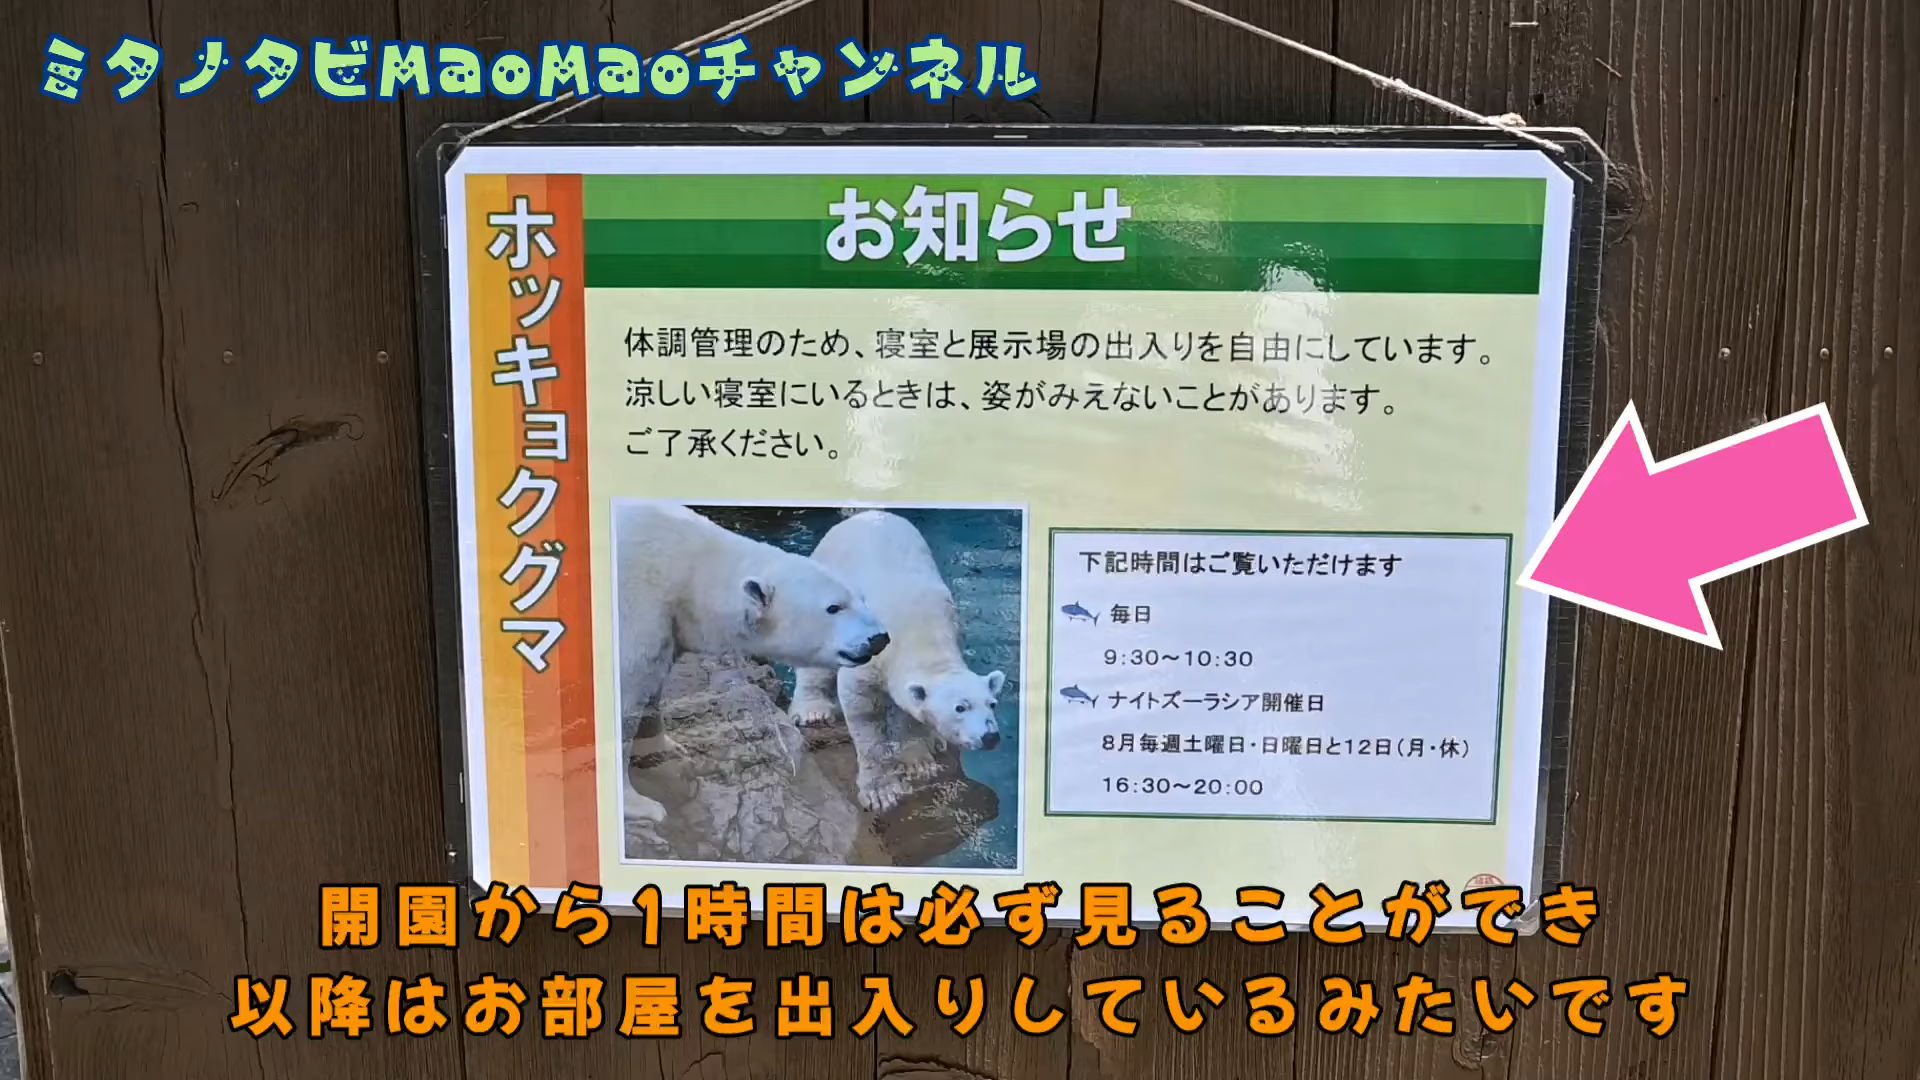 ミタノタビMaoMaoチャンネル
お知らせ
ホッキョクグマ
体調管理のため、寝室と展示場の出入りを自由にしています。
涼しい寝室にいるときは、姿がみえないことがあります。
ご了承ください。
下記時間はご覧いただけます
毎日
9:30～10:30
ナイトズーラシア開催日
8月毎週土曜日・日曜日と12日(月・休)
16:30～20:00
開園から1時間は必ず見ることができ
以降はお部屋を出入りしているみたいです